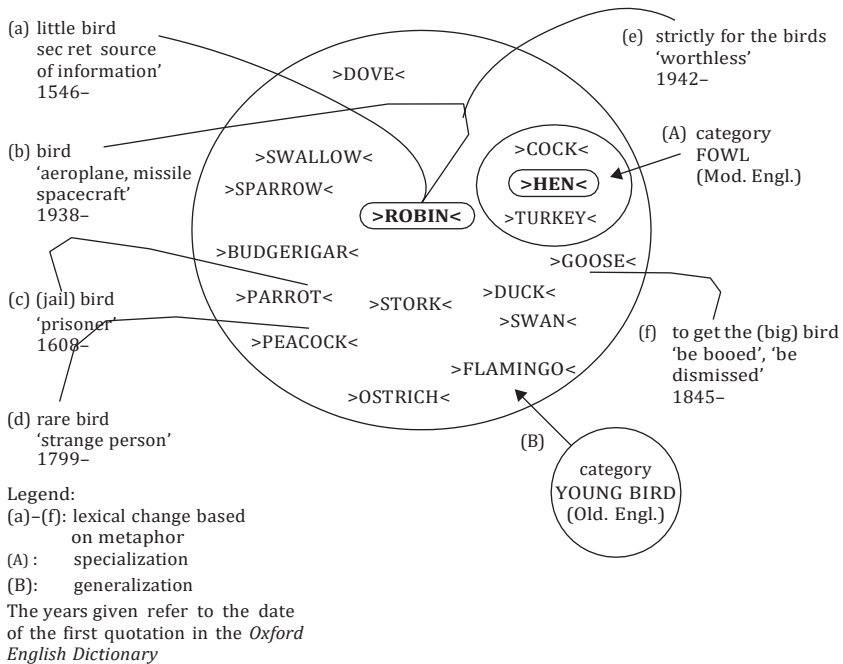 (a) little bird
sec ret source
of information’
1546–
(b) bird
‘aeroplane, missile
spacecraft’
1938–
(c) (jail) bird
‘prisoner’
1608–
(d) rare bird
‘strange person’
1799–
>DOVE<
>SWALLOW<
>SPARROW<
>ROBIN<
>BUDGERIGAR<
>PARROT<
>STORK<
>PEACOCK<
>OSTRICH<
>COCK<
>HEN<
>TURKEY<
>GOOSE<
>DUCK<
>SWAN<
>FLAMINGO<
(e) strictly for the birds
‘worthless’
1942–
(A) category
FOWL
(Mod. Engl.)
(f) to get the (big) bird
‘be booed’, ‘be
dismissed’
1845–
(B)
category
YOUNG BIRD
(Old. Engl.)
Legend:
(a)–(f): lexical change based
on metaphor
(A) : specialization
(B): generalization
The years given refer to the date
of the first quotation in the Oxford
English Dictionary